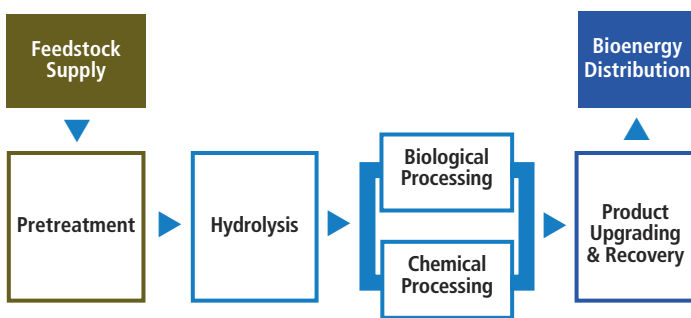 Feedstock
Supply
Bioenergy
Distribution
Pretreatment
Hydrolysis
Biological
Processing
Chemical
Processing
Product
Upgrading
& Recovery